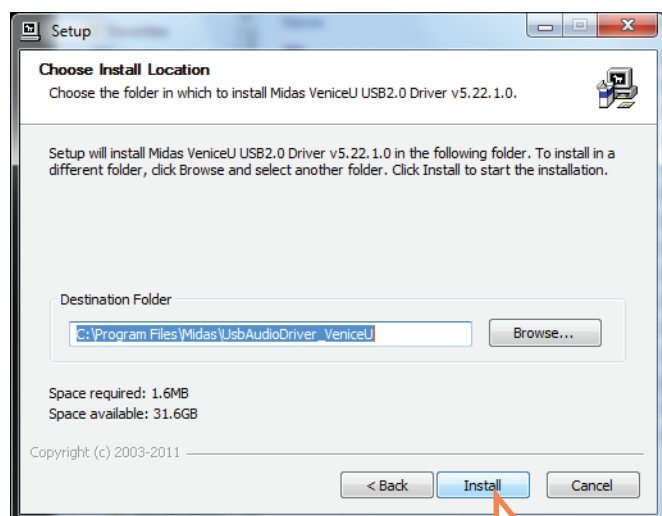 Setup
Choose Install Location
Choose the folder in which to install Midas VeniceU USB2.0 Driver v5.22.1.0.
Setup will install Midas VeniceU USB2.0 Driver v5.22.1.0 in the following folder. To install in a
different folder, click Browse and select another folder. Click Install to start the installation.
Destination Folder
C:\Program Files\Midas\UsbAudioDriver_VeniceU
Browse...
Space required: 1.6MB
Space available: 31.6GB
Copyright (c) 2003-2011
< Back Install Cancel